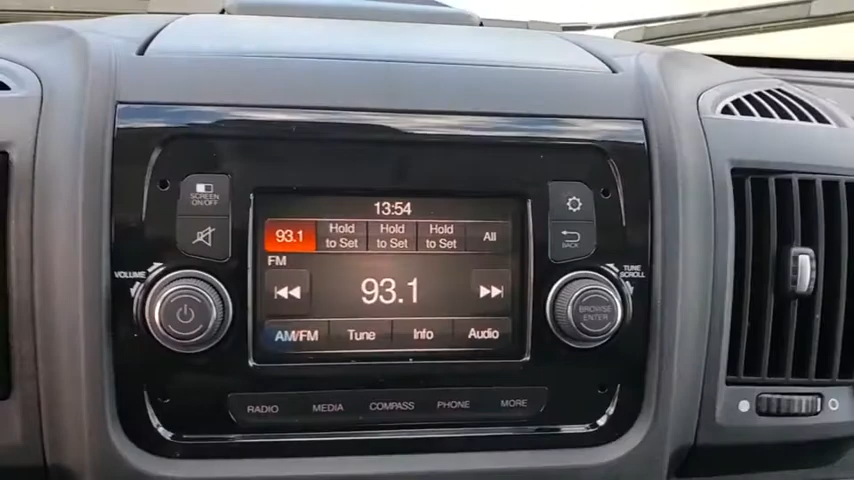 13:54
SCREEN
ON/OFF
93.1
Hold
to Set
Hold
to Set
Hold
to Set
All
FM
BACK
VOLUME
93.1
TUNE
SCROLL
BROWSE
ENTER
AM/FM
Tune
Info
Audio
RADIO
MEDIA
COMPASS
PHONE
MORE